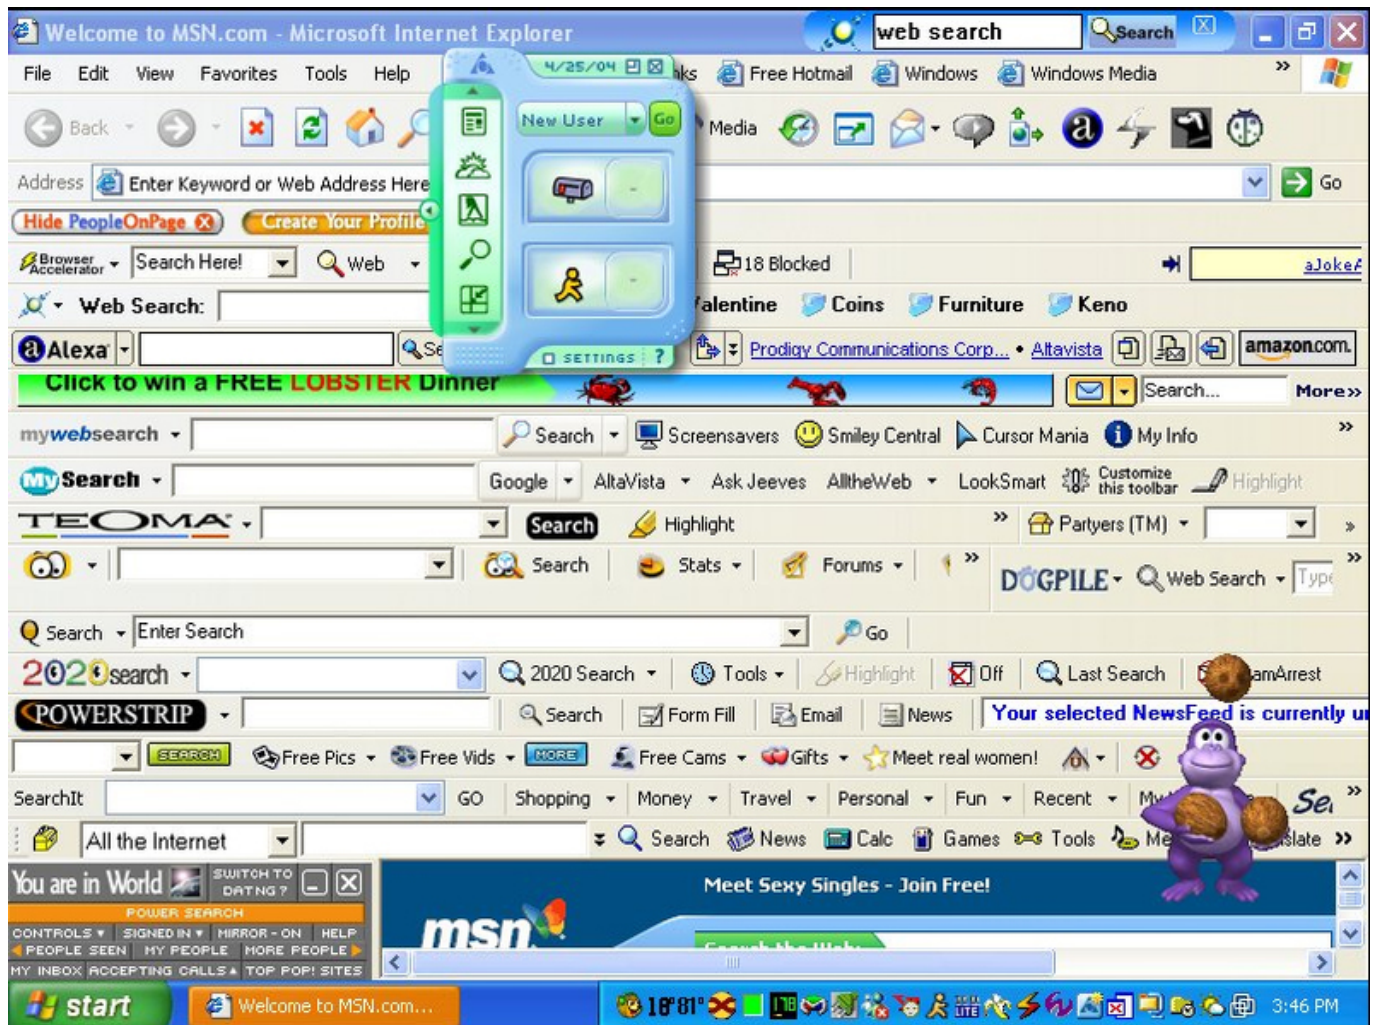 Welcome to MSN.com - Microsoft Internet Explorer web search Search X
File Edit View Favorites Tools Help 4/25/04 Free Hotmail Windows Windows Media »
Back New User Go Media
Address Enter Keyword or Web Address Here Go
Hide PeopleOnPage Create Your Profile
Browser Accelerator Search Here! Web 18 Blocked
Web Search: Coins Furniture Keno
Alexa Prodigy Communications Corp... • Altavista amazon.com.
SETTINGS ?
Click to win a FREE LOBSTER Dinner Search... More»
mywebsearch Search Screensavers Smiley Central Cursor Mania My Info »
My Search Google AltaVista Ask Jeeves AlltheWeb LookSmart Customize this toolbar Highlight
TEOMA Search Highlight » Partyers (TM) »
Search Stats Forums » DOGPILE Web Search »
Search Enter Search Go
2020search 2020 Search Tools Highlight Off Last Search
POWERSTRIP Search Form Fill Email News Your selected NewsFeed is currently
SEARCH Free Pics Free Vids MORE Free Cams Gifts Meet real women!
SearchIt GO Shopping Money Travel Personal Fun Recent »
All the Internet Search News Calc Games Tools »
You are in World SWITCH TO DATNG?
POWER SEARCH
CONTROLS SIGNED IN MIRROR - ON HELP
PEOPLE SEEN MY PEOPLE MORE PEOPLE
MY INBOX ACCEPTING CALLS TOP POP! SITES
Meet Sexy Singles - Join Free!
msn
start Welcome to MSN.com... 18° 81° 3:46 PM